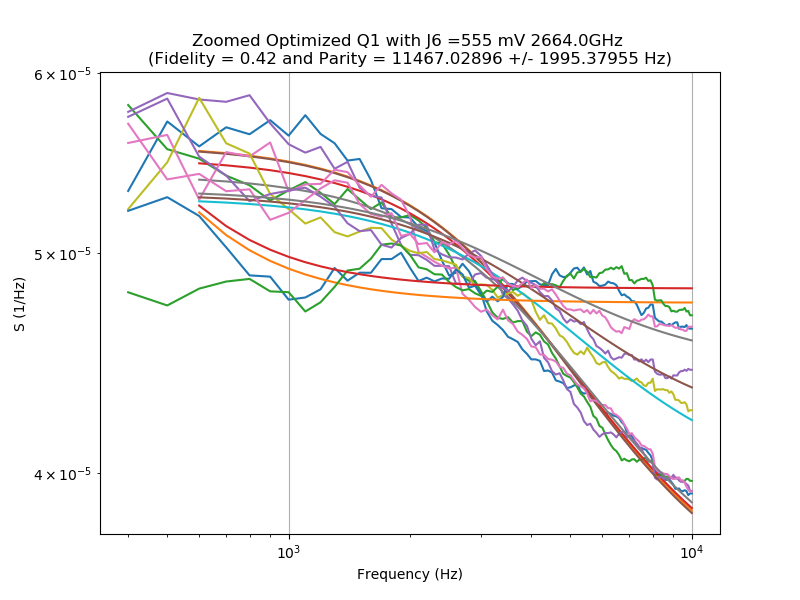 Zoomed Optimized Q1 with J6 =555 mV 2664.0GHz
(Fidelity = 0.42 and Parity = 11467.02896 +/- 1995.37955 Hz)
6 × 10⁻⁵
5 × 10⁻⁵
4 × 10⁻⁵
S (1/Hz)
10³
10⁴
Frequency (Hz)